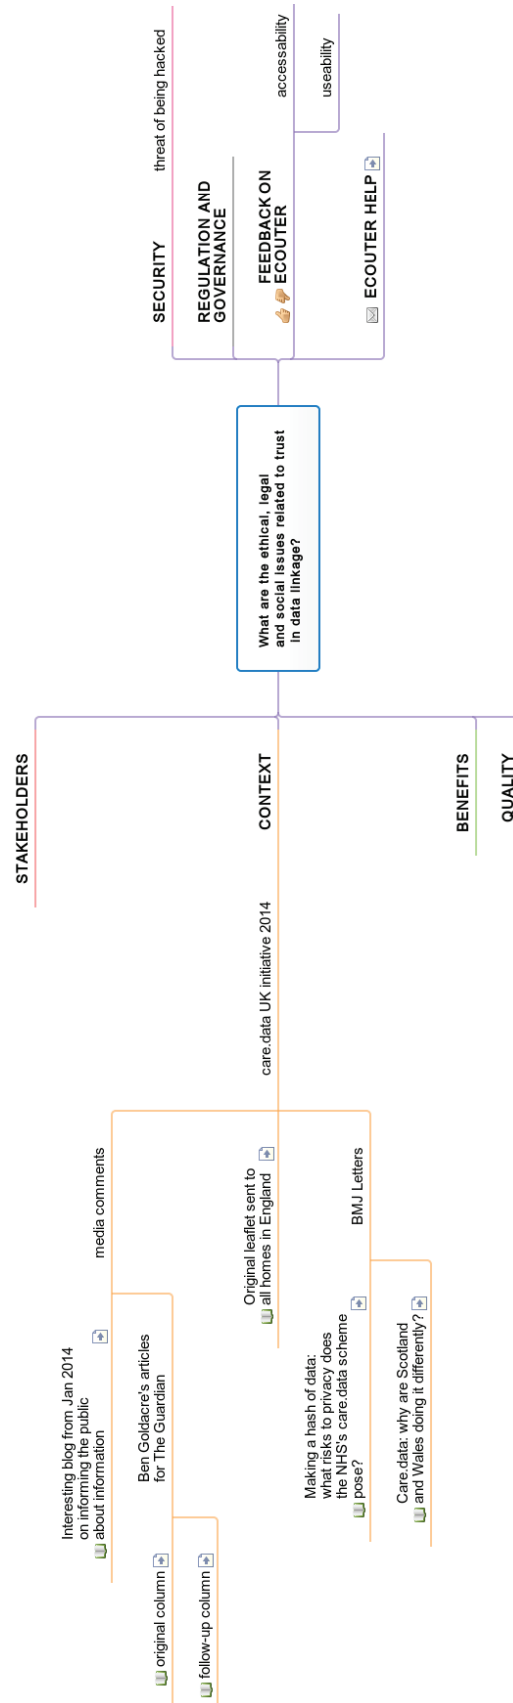 Interesting blog from Jan 2014
on informing the public
about information
media comments
Ben Goldacre's articles
for The Guardian
original column
follow-up column
Original leaflet sent to
all homes in England
care.data UK initiative 2014
Making a hash of data:
what risks to privacy does
the NHS's care.data scheme
pose?
BMJ Letters
Care.data: why are Scotland
and Wales doing it differently?
STAKEHOLDERS
CONTEXT
BENEFITS
QUALITY
What are the ethical, legal
and social issues related to trust
in data linkage?
SECURITY
threat of being hacked
REGULATION AND
GOVERNANCE
FEEDBACK ON
ECOUTER
accessability
useability
ECOUTER HELP